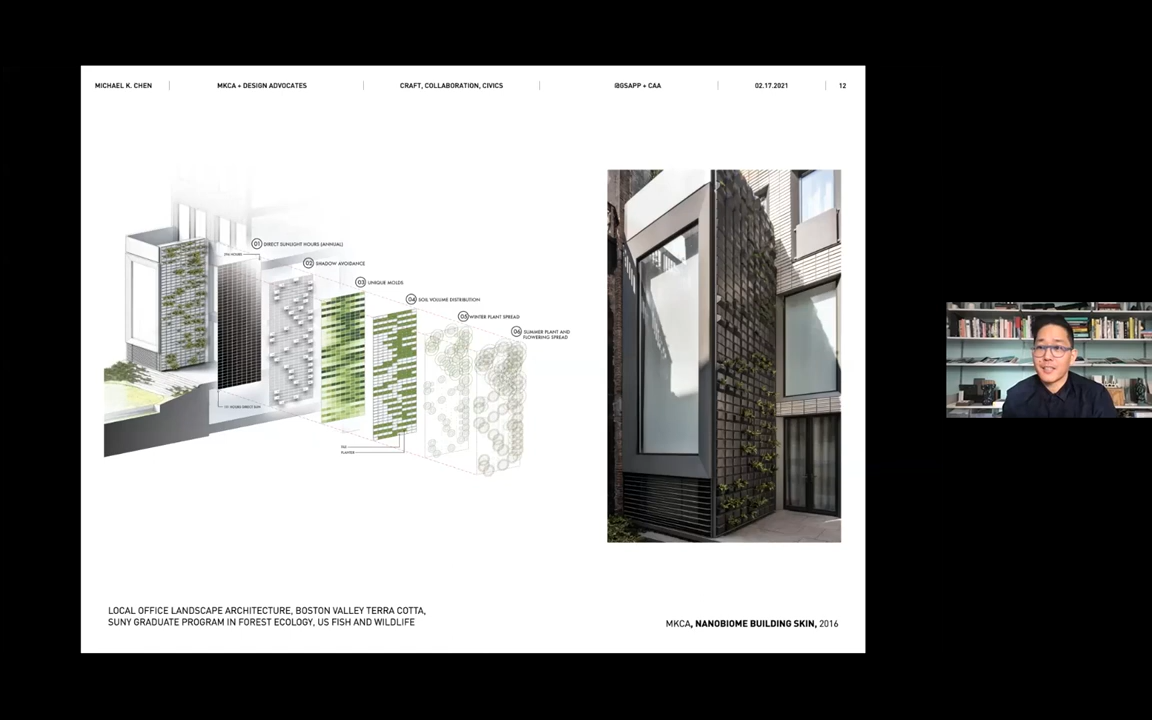 MICHAEL K. CHEN
MKCA + DESIGN ADVOCATES
CRAFT, COLLABORATION, CIVICS
@GSAPP + CAA
02.17.2021
12
01 DIRECT SUNLIGHT HOURS (ANNUAL)
02 SHADOW AVOIDANCE
03 UNIQUE MOLDS
04 SOIL VOLUME DISTRIBUTION
05 WINTER PLANT SPREAD
06 SUMMER PLANT AND
FLOWERING SPREAD
LOCAL OFFICE LANDSCAPE ARCHITECTURE, BOSTON VALLEY TERRA COTTA,
SUNY GRADUATE PROGRAM IN FOREST ECOLOGY, US FISH AND WILDLIFE
MKCA, NANOBIOME BUILDING SKIN, 2016